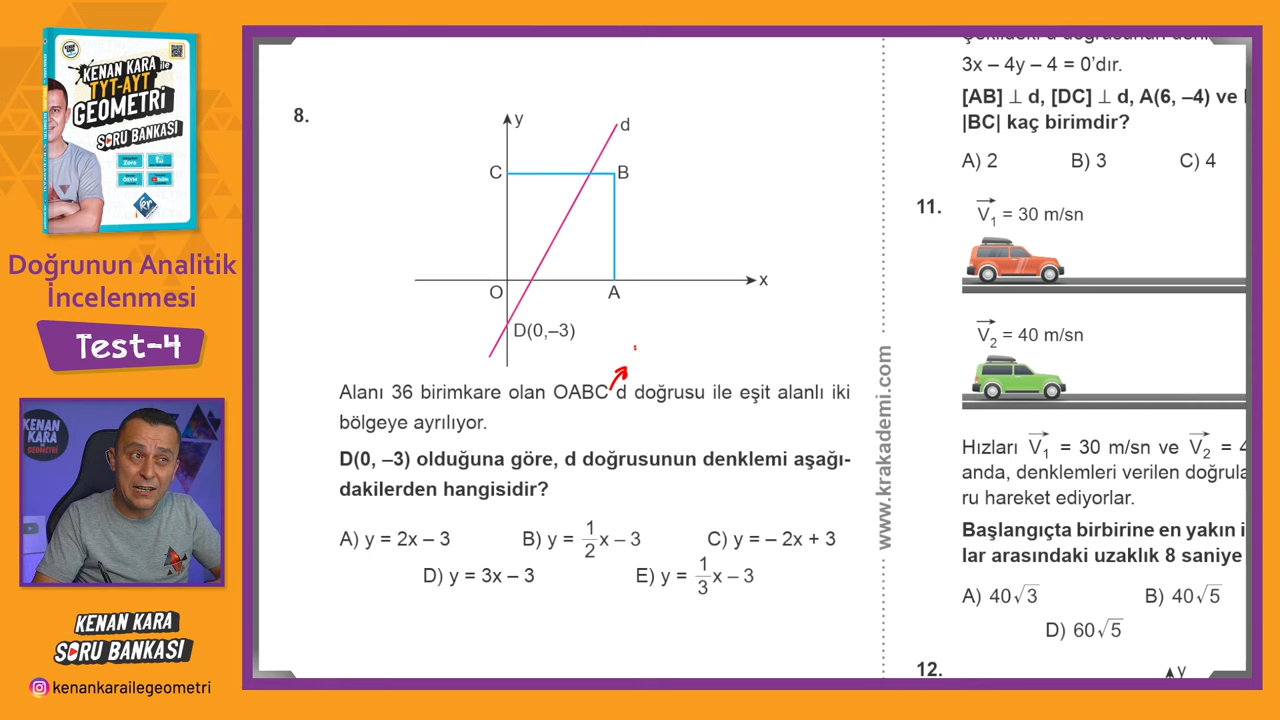 KENAN KARA ile
TYT-AYT
GEOMETRİ
SORU BANKASI
Doğrunun Analitik
İncelenmesi
Test-4
KENAN
KARA
GEOMETRİ
KENAN KARA
SORU BANKASI
kenankarailegeometri
8.
y
d
C
B
O
A
x
D(0,–3)
Alanı 36 birimkare olan OABC d doğrusu ile eşit alanlı iki
bölgeye ayrılıyor.
D(0, –3) olduğuna göre, d doğrusunun denklemi aşağı-
dakilerden hangisidir?
A) y = 2x – 3 B) y = 1/2x – 3 C) y = – 2x + 3
D) y = 3x – 3 E) y = 1/3x – 3
www.krakademi.com
3x – 4y – 4 = 0’dır.
[AB] ⊥ d, [DC] ⊥ d, A(6, –4) ve
|BC| kaç birimdir?
A) 2 B) 3 C) 4
11.
V₁ = 30 m/sn
V₂ = 40 m/sn
Hızları V₁ = 30 m/sn ve V₂ = 4
anda, denklemleri verilen doğrula
ru hareket ediyorlar.
Başlangıçta birbirine en yakın i
lar arasındaki uzaklık 8 saniye
A) 40√3 B) 40√5
D) 60√5
12.
y